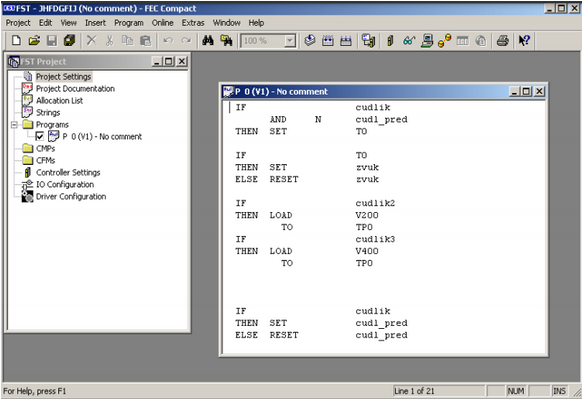 FST - JHFDGFIJ (No comment) - FEC Compact
Project Edit View Insert Program Online Extras Window Help
100 %
FST Project
Project Settings
Project Documentation
Allocation List
Strings
Programs
P 0 (V1) - No comment
CMPs
CFMs
Controller Settings
IO Configuration
Driver Configuration
P 0 (V1) - No comment
IF cudlik
AND N cudl_pred
THEN SET T0
IF T0
THEN SET zvuk
ELSE RESET zvuk
IF cudlik2
THEN LOAD V200
TO TP0
IF cudlik3
THEN LOAD V400
TO TP0
IF cudlik
THEN SET cudl_pred
ELSE RESET cudl_pred
For Help, press F1
Line 1 of 21
NUM
INS